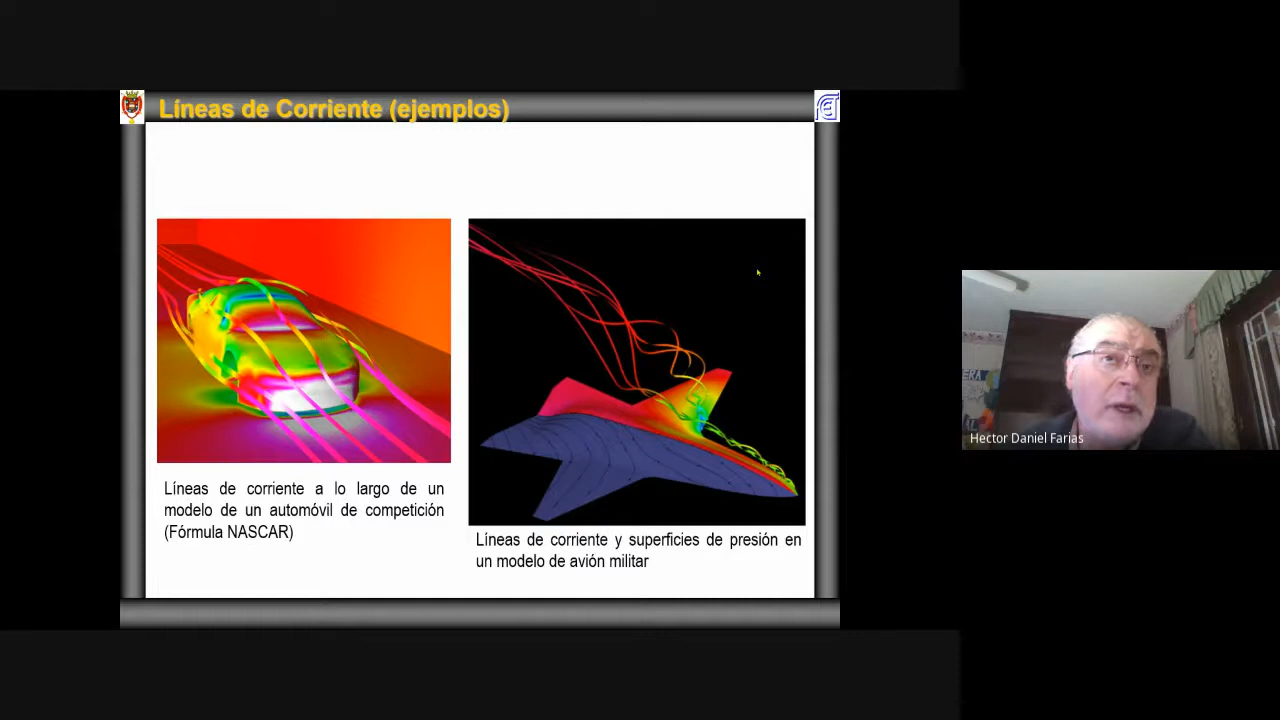 Líneas de Corriente (ejemplos)
Líneas de corriente a lo largo de un
modelo de un automóvil de competición
(Fórmula NASCAR)
Líneas de corriente y superficies de presión en
un modelo de avión militar
Hector Daniel Farias